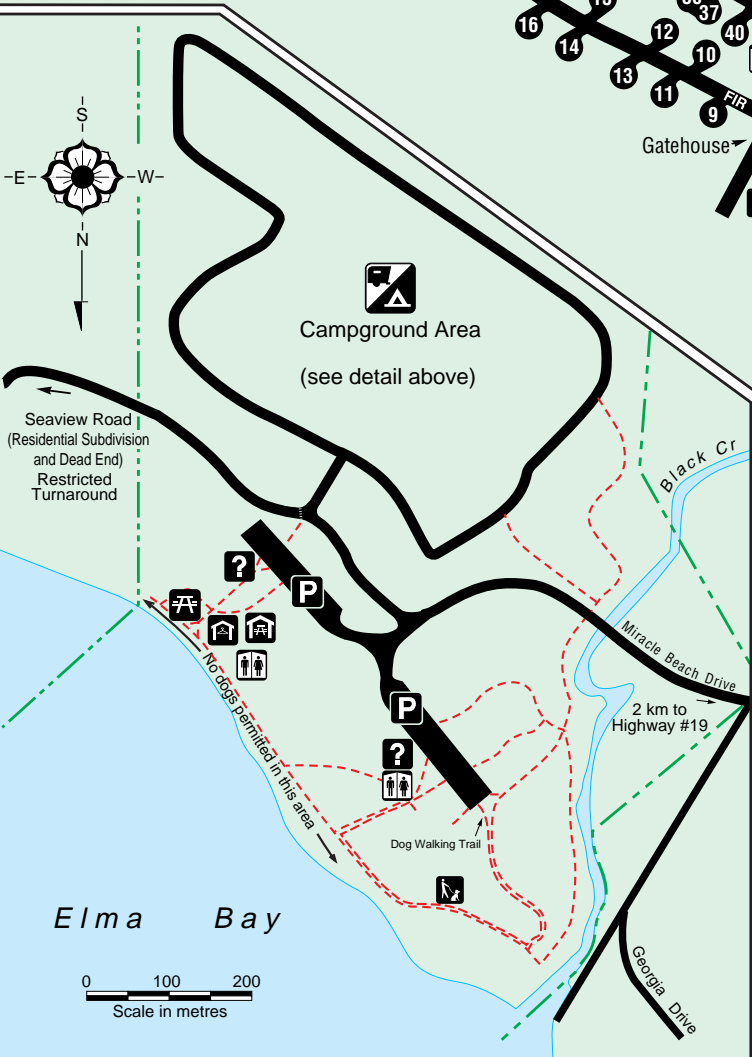 16
14
13
12
11
10
9
37
40
FIR
Gatehouse
S
E
W
N
Campground Area
(see detail above)
Seaview Road
(Residential Subdivision
and Dead End)
Restricted
Turnaround
Black Cr
?
P
No dogs permitted in this area
Miracle Beach Drive
2 km to
Highway #19
P
?
Dog Walking Trail
Elma Bay
0 100 200
Scale in metres
Georgia Drive